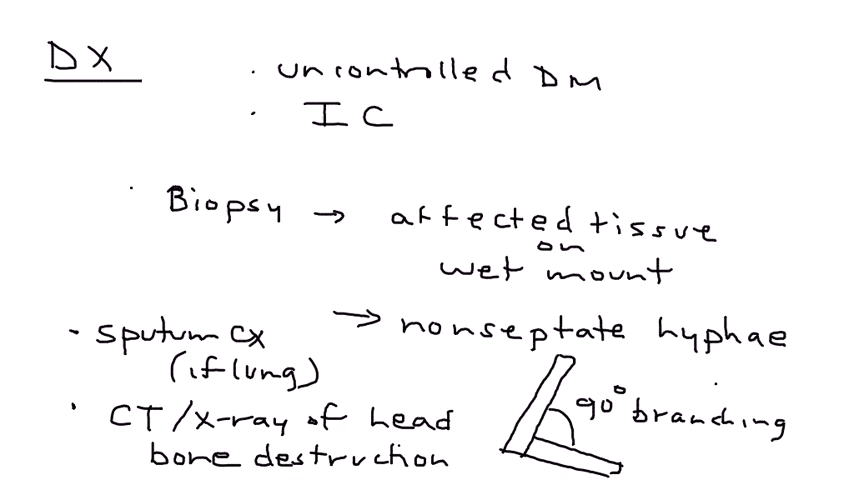 DX
· uncontrolled DM
· IC
· Biopsy → affected tissue
on
wet mount
→ nonseptate hyphae
- sputum cx
(if lung)
90° branching
· CT/x-ray of head
bone destruction